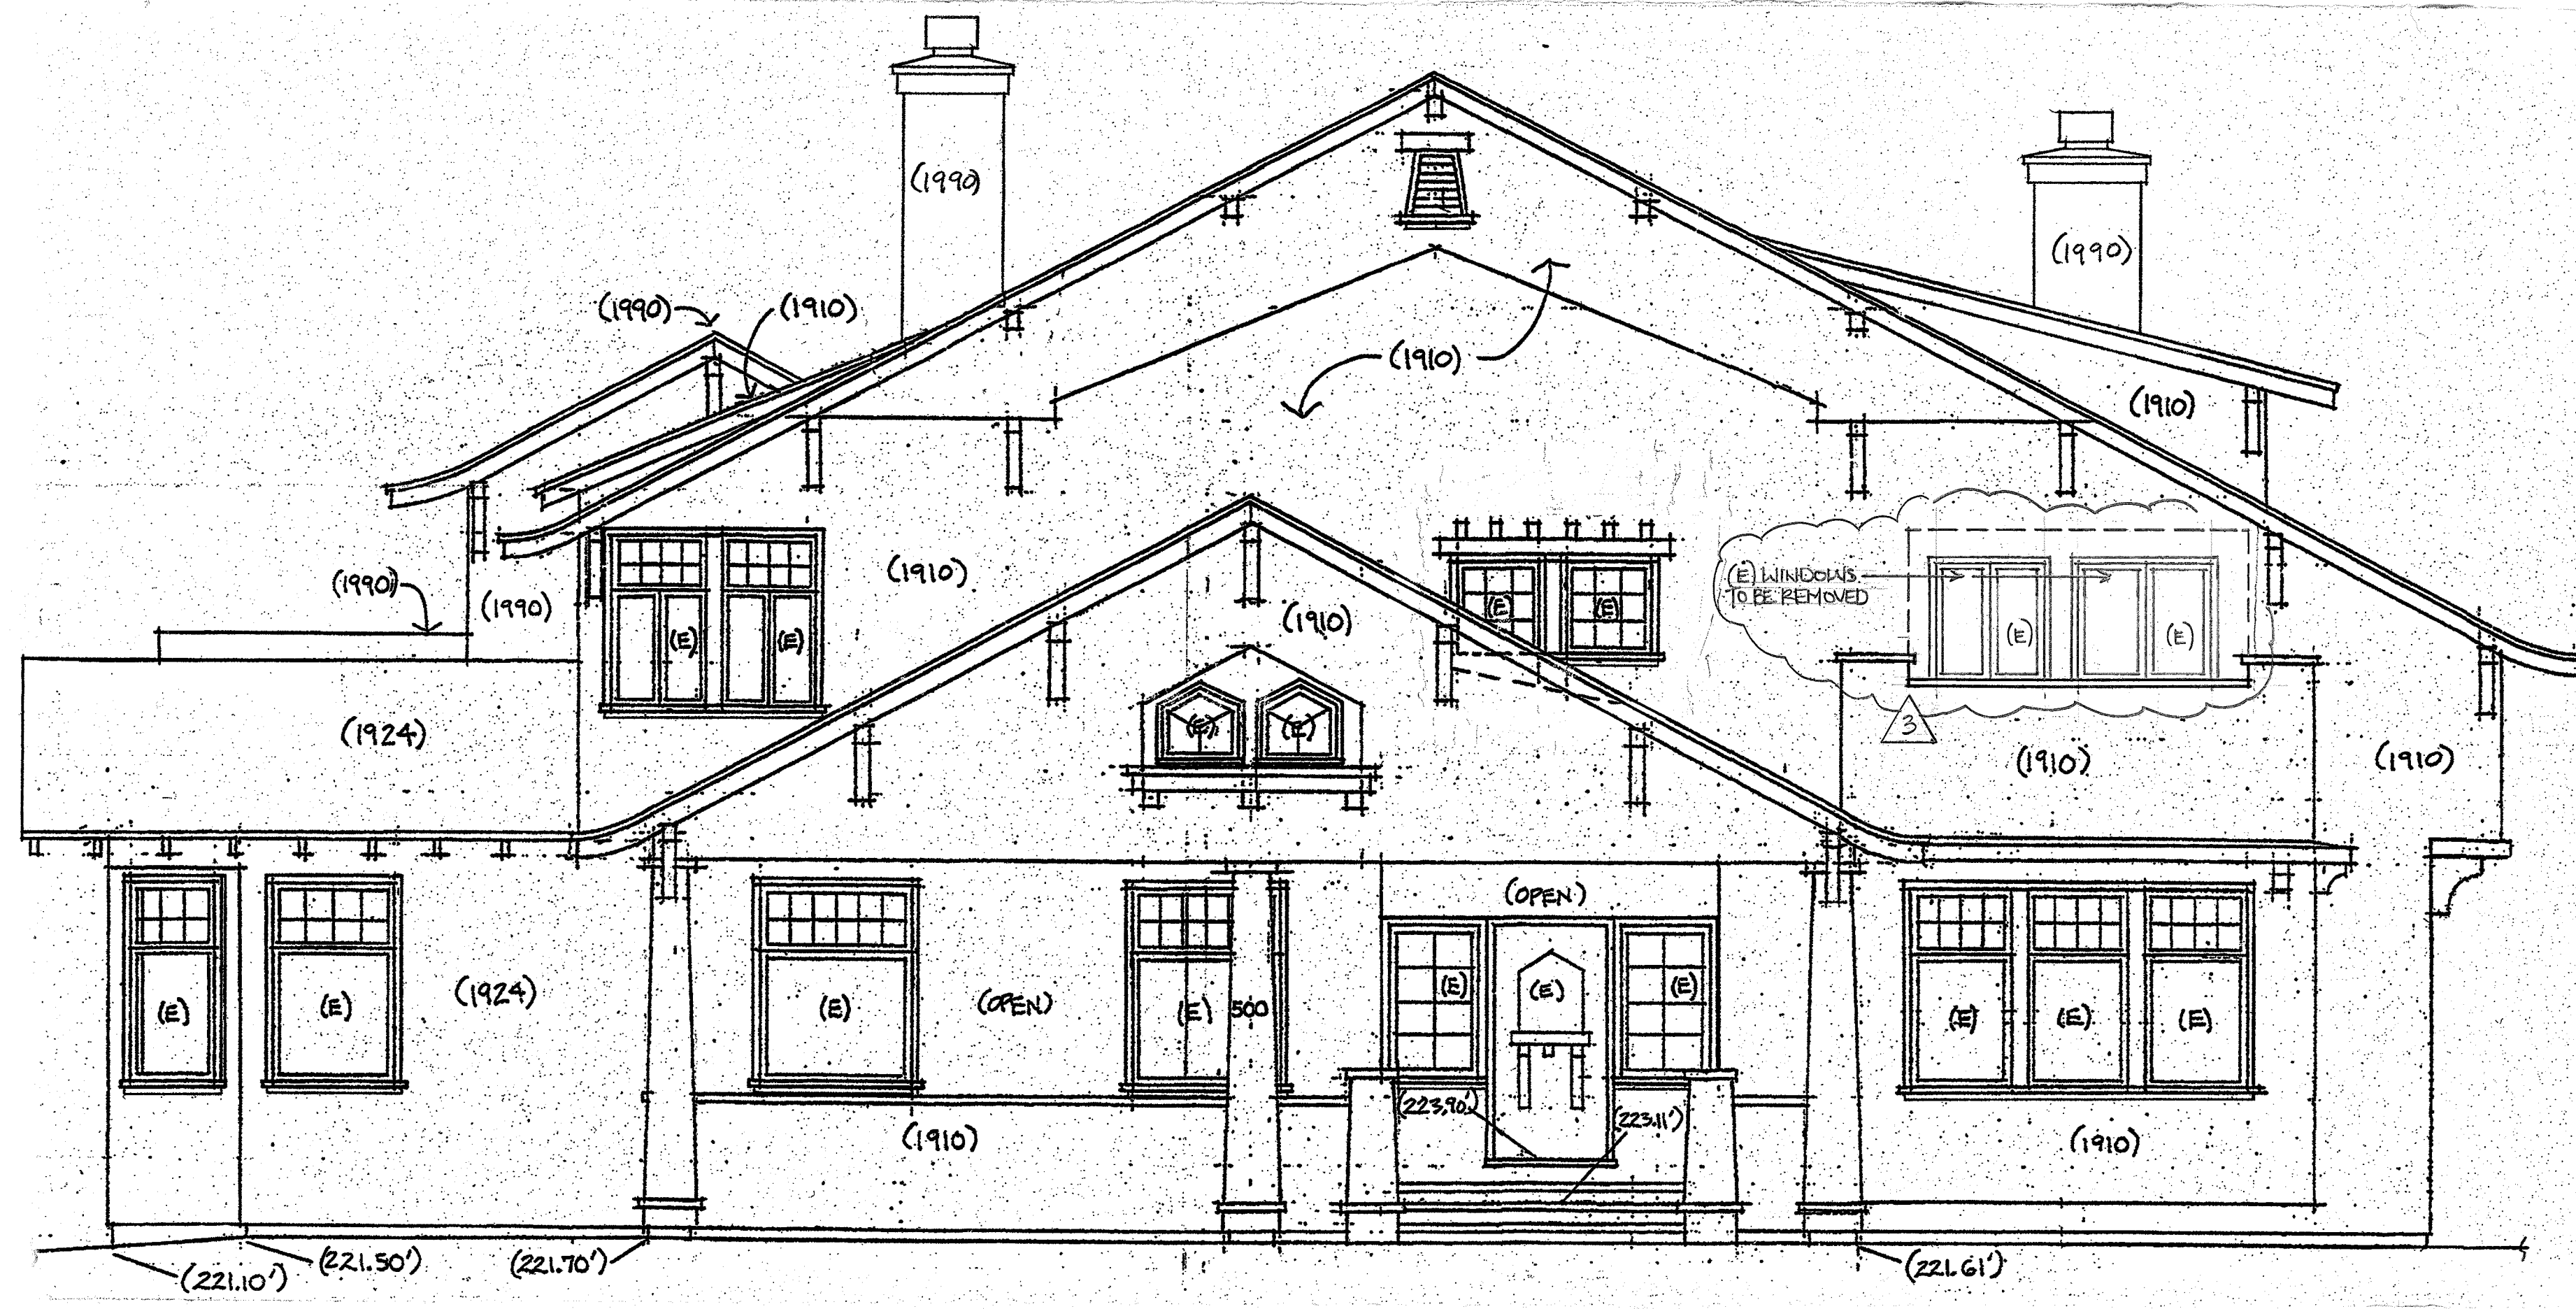 (1990)
(1990)
(1990)
(1910)
(1910)
(1910)
(1990)
(1990)
(1910)
(E) WINDOWS
TO BE REMOVED
(E)
(E)
(1910)
(E)
(E)
(E)
(E)
(1924)
(E)
(E)
3
(1910)
(1910)
(OPEN)
(E)
(E)
(1924)
(E)
(OPEN)
(E)
500
(E)
(E)
(E)
(E)
(E)
(E)
(223.90')
(223.11')
(1910)
(1910)
(221.10')
(221.50')
(221.70')
(221.61')